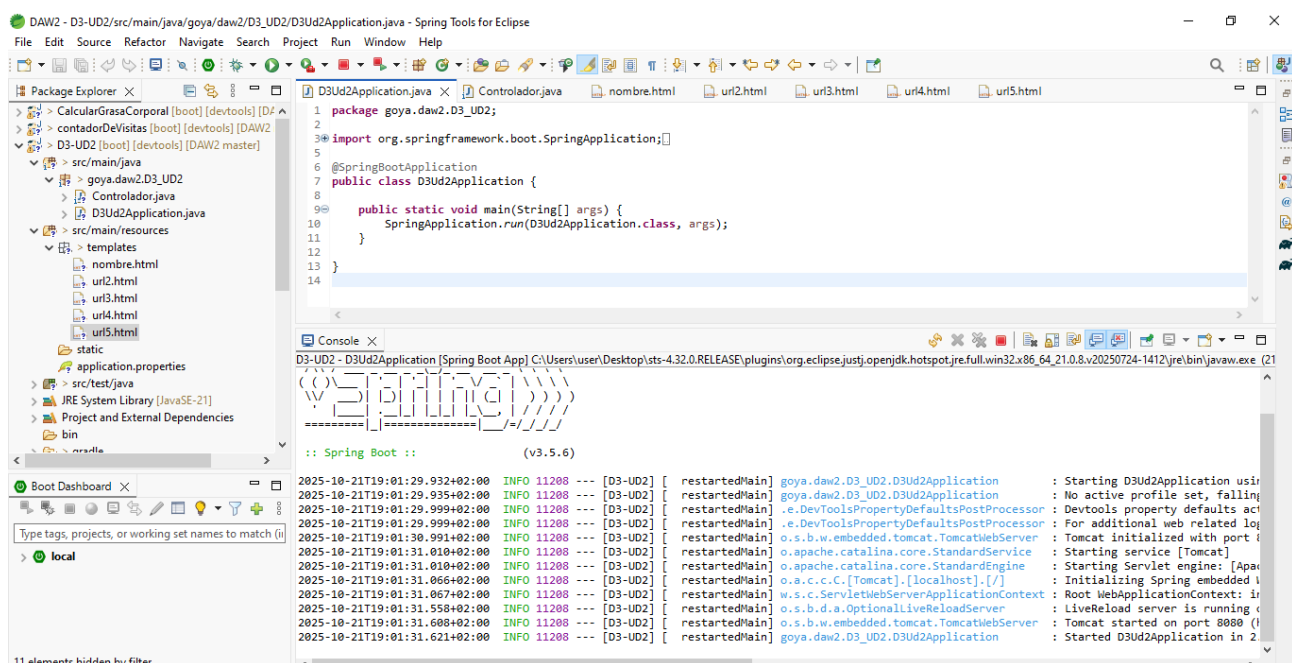 DAW2 - D3-UD2/src/main/java/goya/daw2/D3_UD2/D3Ud2Application.java - Spring Tools for Eclipse
File Edit Source Refactor Navigate Search Project Run Window Help
Package Explorer
> CalcularGrasaCorporal [boot] [devtools] [DA
> contadorDeVisitas [boot] [devtools] [DAW2
> D3-UD2 [boot] [devtools] [DAW2 master]
> src/main/java
> goya.daw2.D3_UD2
> Controlador.java
> D3Ud2Application.java
> src/main/resources
> templates
nombre.html
url2.html
url3.html
url4.html
url5.html
static
application.properties
> src/test/java
JRE System Library [JavaSE-21]
Project and External Dependencies
bin
> gradle
Boot Dashboard
Type tags, projects, or working set names to match (i
local
11 elements hidden by filter
D3Ud2Application.java Controlador.java nombre.html url2.html url3.html url4.html url5.html
1 package goya.daw2.D3_UD2;
2
3 import org.springframework.boot.SpringApplication;
5
6 @SpringBootApplication
7 public class D3Ud2Application {
8
9 public static void main(String[] args) {
10 SpringApplication.run(D3Ud2Application.class, args);
11 }
12
13 }
14
Console
D3-UD2 - D3Ud2Application [Spring Boot App] C:\Users\user\Desktop\sts-4.32.0.RELEASE\plugins\org.eclipse.justj.openjdk.hotspot.jre.full.win32.x86_64_21.0.8.v20250724-1412\jre\bin\javaw.exe (21
:: Spring Boot :: (v3.5.6)
2025-10-21T19:01:29.932+02:00 INFO 11208 --- [D3-UD2] [ restartedMain] goya.daw2.D3_UD2.D3Ud2Application : Starting D3Ud2Application usin
2025-10-21T19:01:29.935+02:00 INFO 11208 --- [D3-UD2] [ restartedMain] goya.daw2.D3_UD2.D3Ud2Application : No active profile set, falling
2025-10-21T19:01:29.999+02:00 INFO 11208 --- [D3-UD2] [ restartedMain] .e.DevToolsPropertyDefaultsPostProcessor : Devtools property defaults act
2025-10-21T19:01:29.999+02:00 INFO 11208 --- [D3-UD2] [ restartedMain] .e.DevToolsPropertyDefaultsPostProcessor : For additional web related log
2025-10-21T19:01:30.991+02:00 INFO 11208 --- [D3-UD2] [ restartedMain] o.s.b.w.embedded.tomcat.TomcatWebServer : Tomcat initialized with port 8
2025-10-21T19:01:31.010+02:00 INFO 11208 --- [D3-UD2] [ restartedMain] o.apache.catalina.core.StandardService : Starting service [Tomcat]
2025-10-21T19:01:31.010+02:00 INFO 11208 --- [D3-UD2] [ restartedMain] o.apache.catalina.core.StandardEngine : Starting Servlet engine: [Apac
2025-10-21T19:01:31.066+02:00 INFO 11208 --- [D3-UD2] [ restartedMain] o.a.c.c.C.[Tomcat].[localhost].[/] : Initializing Spring embedded W
2025-10-21T19:01:31.067+02:00 INFO 11208 --- [D3-UD2] [ restartedMain] w.s.c.ServletWebServerApplicationContext : Root WebApplicationContext: in
2025-10-21T19:01:31.558+02:00 INFO 11208 --- [D3-UD2] [ restartedMain] o.s.b.d.a.OptionalLiveReloadServer : LiveReload server is running o
2025-10-21T19:01:31.608+02:00 INFO 11208 --- [D3-UD2] [ restartedMain] o.s.b.w.embedded.tomcat.TomcatWebServer : Tomcat started on port 8080 (h
2025-10-21T19:01:31.621+02:00 INFO 11208 --- [D3-UD2] [ restartedMain] goya.daw2.D3_UD2.D3Ud2Application : Started D3Ud2Application in 2.